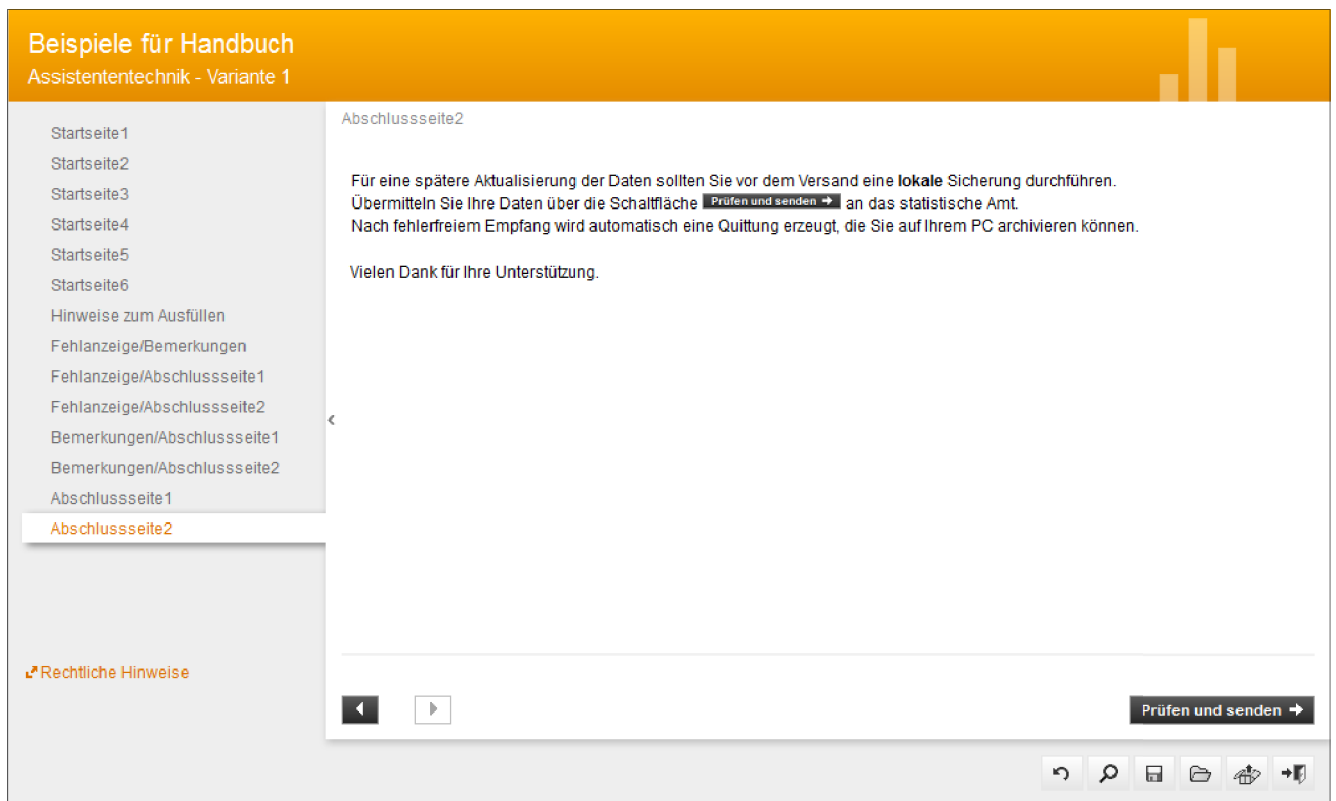 Beispiele für Handbuch
Assistententechnik - Variante 1
Startseite1
Startseite2
Startseite3
Startseite4
Startseite5
Startseite6
Hinweise zum Ausfüllen
Fehlanzeige/Bemerkungen
Fehlanzeige/Abschlussseite1
Fehlanzeige/Abschlussseite2
Bemerkungen/Abschlussseite1
Bemerkungen/Abschlussseite2
Abschlussseite1
Abschlussseite2
Rechtliche Hinweise
Abschlussseite2
Für eine spätere Aktualisierung der Daten sollten Sie vor dem Versand eine lokale Sicherung durchführen.
Übermitteln Sie Ihre Daten über die Schaltfläche Prüfen und senden an das statistische Amt.
Nach fehlerfreiem Empfang wird automatisch eine Quittung erzeugt, die Sie auf Ihrem PC archivieren können.
Vielen Dank für Ihre Unterstützung.
Prüfen und senden